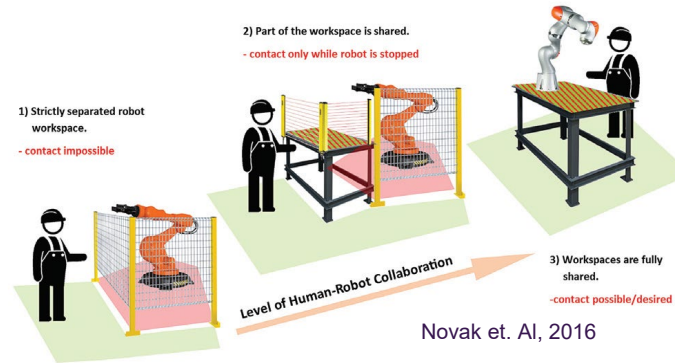 1) Strictly separated robot
workspace.
- contact impossible
2) Part of the workspace is shared.
- contact only while robot is stopped
3) Workspaces are fully
shared.
-contact possible/desired
Level of Human-Robot Collaboration
Novak et. Al, 2016